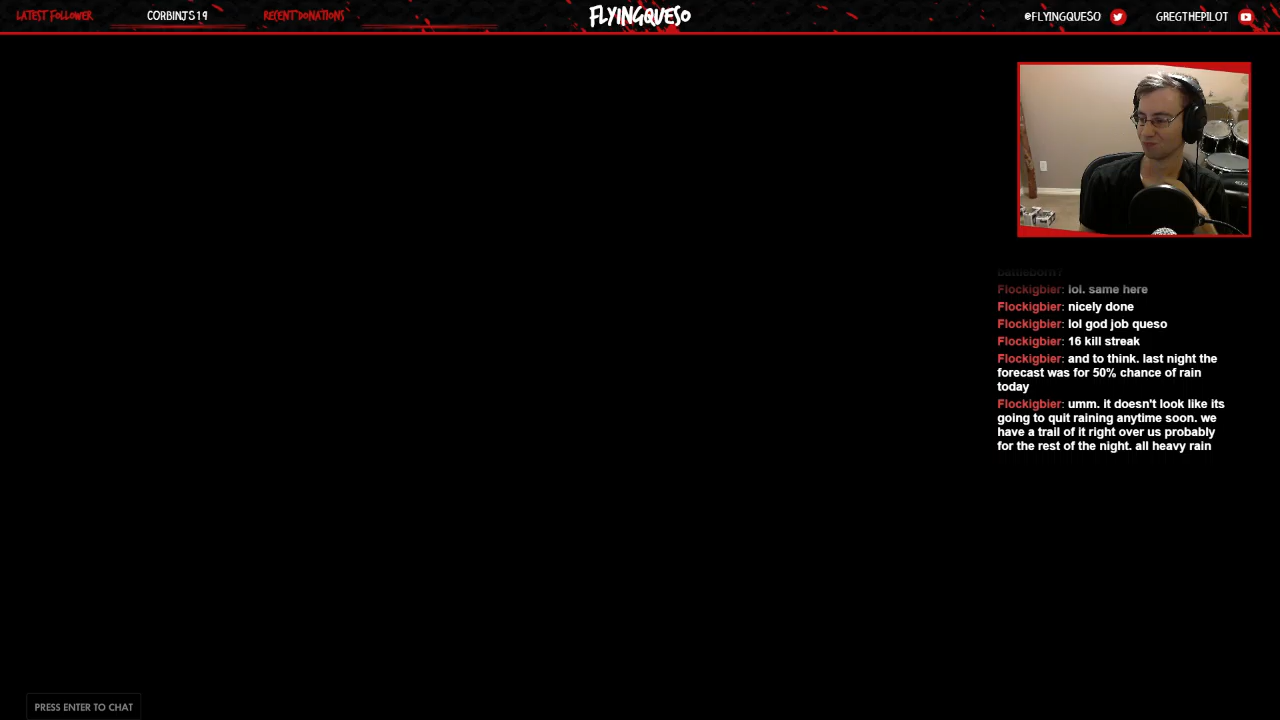 LATEST FOLLOWER
CORBINJS19
RECENT DONATIONS
FLYINGQUESO
@FLYINGQUESO
GREGTHEPILOT
Flockigbier: lol. same here
Flockigbier: nicely done
Flockigbier: lol god job queso
Flockigbier: 16 kill streak
Flockigbier: and to think. last night the
forecast was for 50% chance of rain
today
Flockigbier: umm. it doesn't look like its
going to quit raining anytime soon. we
have a trail of it right over us probably
for the rest of the night. all heavy rain
PRESS ENTER TO CHAT